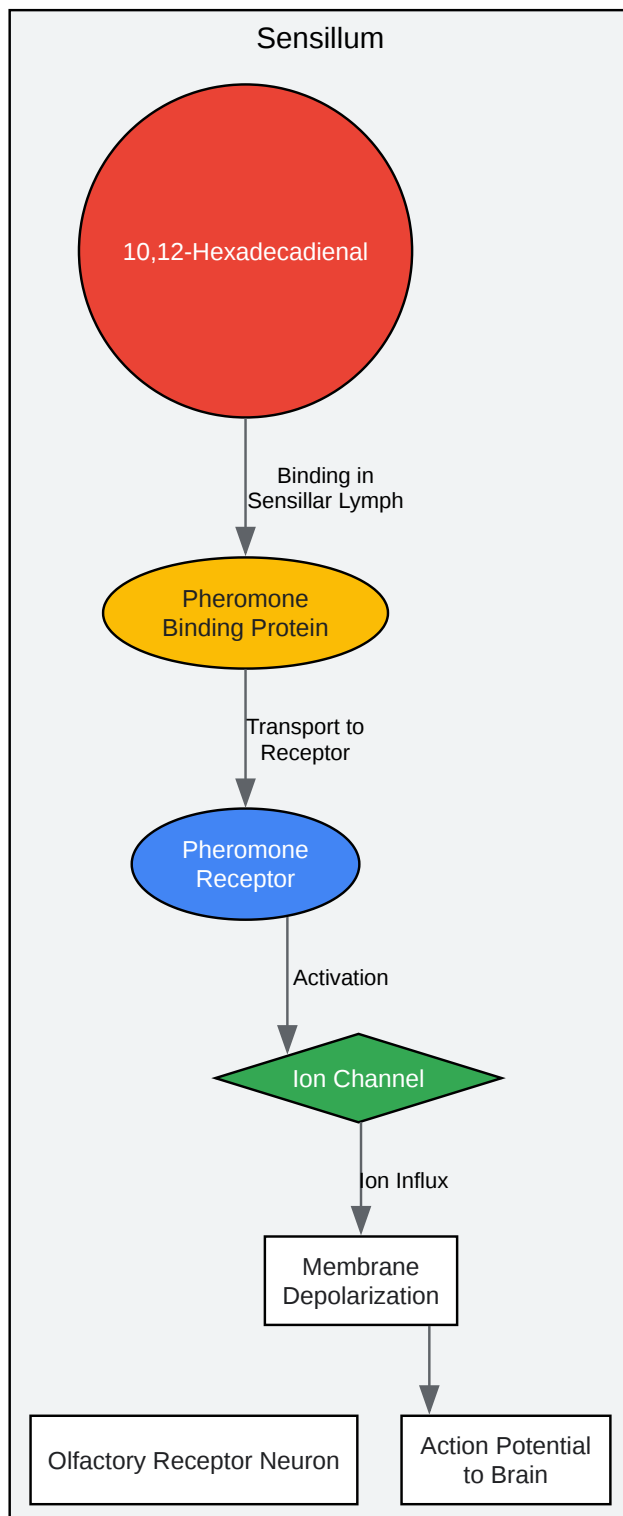 Sensillum
10,12-Hexadecadienal
Binding in
Sensillar Lymph
Pheromone
Binding Protein
Transport to
Receptor
Pheromone
Receptor
Activation
Ion Channel
Ion Influx
Membrane
Depolarization
Olfactory Receptor Neuron
Action Potential
to Brain